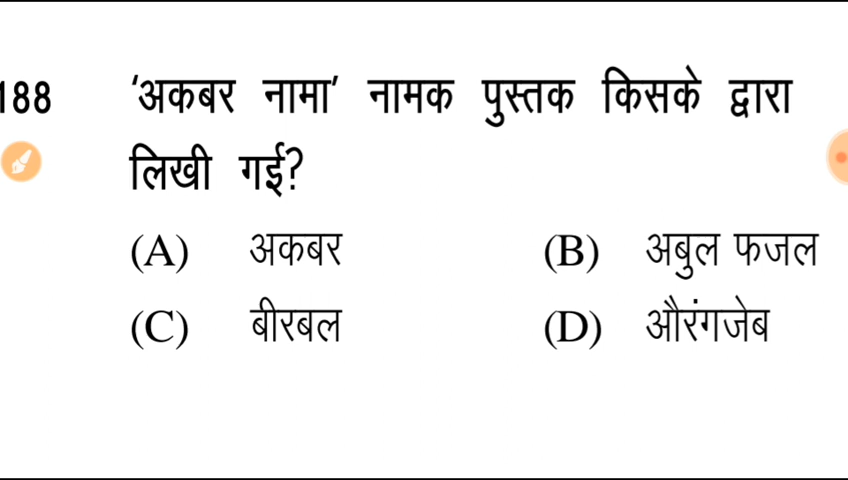 188 'अकबर नामा' नामक पुस्तक किसके द्वारा
लिखी गई?
(A) अकबर (B) अबुल फजल
(C) बीरबल (D) औरंगजेब